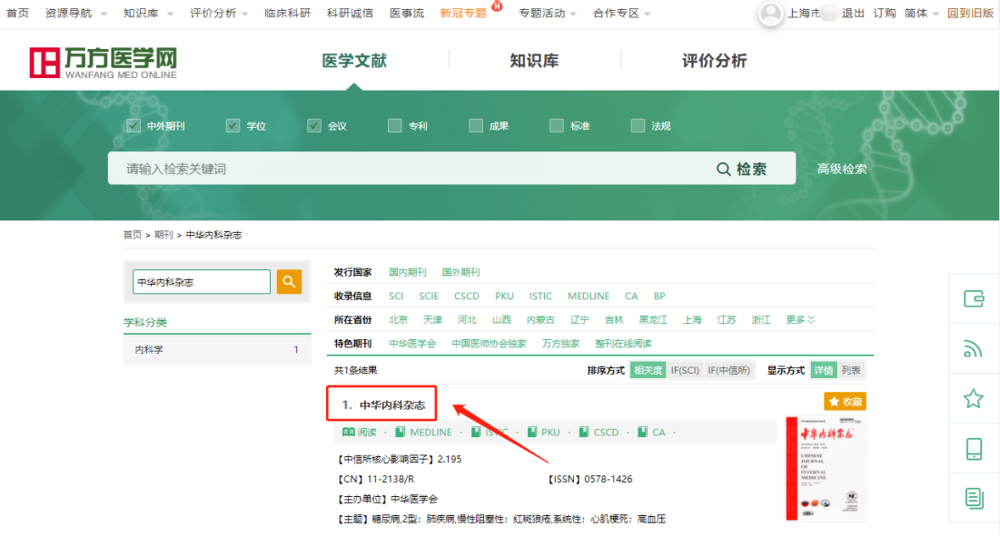 首页 资源导航 知识库 评价分析 临床科研 科研诚信 医事流 新冠专题 H 专题活动 合作专区 上海市 退出 订购 简体 回到旧版
万方医学网
WANFANG MED ONLINE
医学文献 知识库 评价分析
中外期刊 学位 会议 专利 成果 标准 法规
请输入检索关键词 检索 高级检索
首页 > 期刊 > 中华内科杂志
中华内科杂志
学科分类
内科学 1
发行国家 国内期刊 国外期刊
收录信息 SCI SCIE CSCD PKU ISTIC MEDLINE CA BP
所在省份 北京 天津 河北 山西 内蒙古 辽宁 吉林 黑龙江 上海 江苏 浙江 更多
特色期刊 中华医学会 中国医师协会独家 万方独家 整刊在线阅读
共1条结果 排序方式 相关度 IF(SCI) IF(中信所) 显示方式 详情 列表
1. 中华内科杂志 收藏
阅读 · MEDLINE · ISTIC · PKU · CSCD · CA ·
【中信所核心影响因子】2.195
【CN】11-2138/R 【ISSN】0578-1426
【主办单位】中华医学会
【主题】糖尿病,2型; 肺疾病,慢性阻塞性; 红斑狼疮,系统性; 心肌梗死; 高血压
中华内科杂志
CHINESE
JOURNAL
OF
INTERNAL
MEDICINE